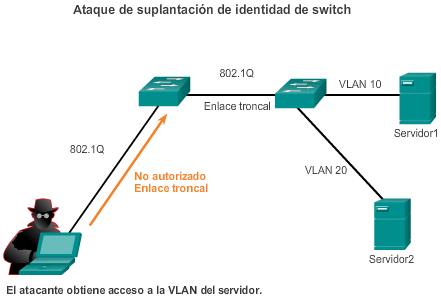 Ataque de suplantación de identidad de switch
802.1Q
Enlace troncal
VLAN 10
Servidor1
802.1Q
No autorizado
Enlace troncal
VLAN 20
Servidor2
El atacante obtiene acceso a la VLAN del servidor.